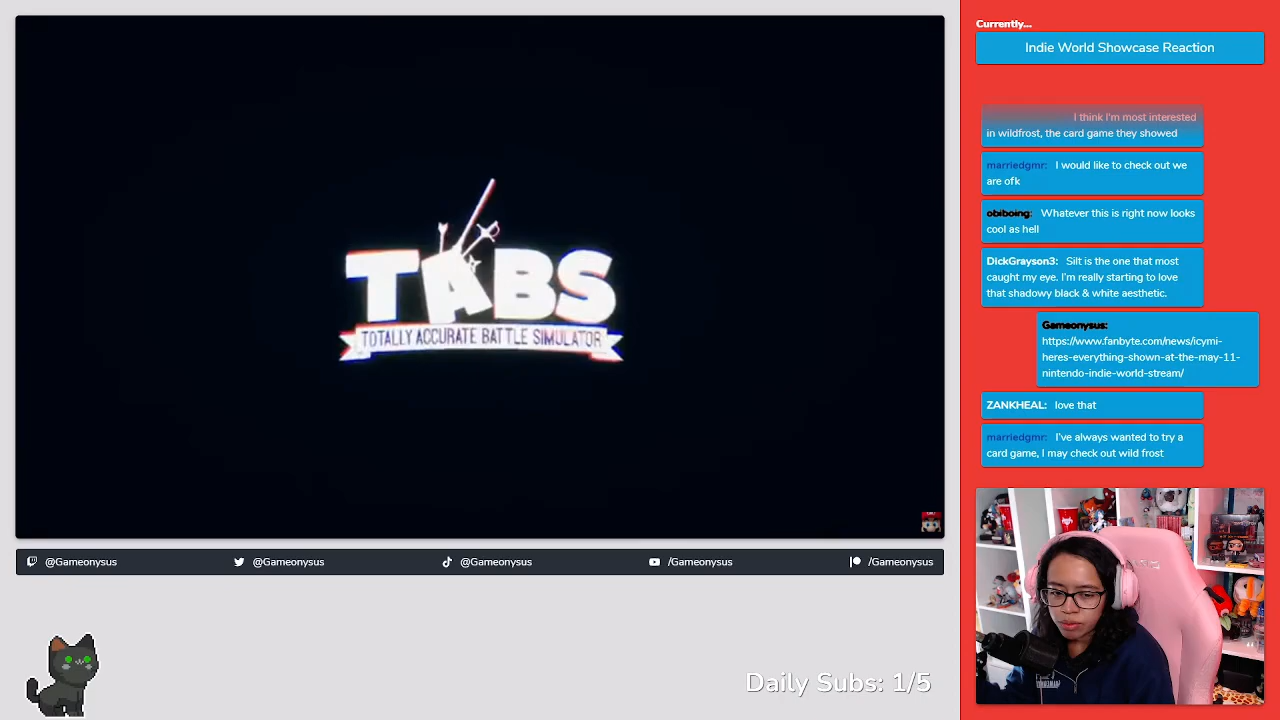 TABS
TOTALLY ACCURATE BATTLE SIMULATOR
@Gameonysus
@Gameonysus
@Gameonysus
/Gameonysus
/Gameonysus
Daily Subs: 1/5
Currently...
Indie World Showcase Reaction
I think I'm most interested
in wildfrost, the card game they showed
marriedgmr: I would like to check out we
are ofk
obiboing: Whatever this is right now looks
cool as hell
DickGrayson3: Silt is the one that most
caught my eye. I'm really starting to love
that shadowy black & white aesthetic.
Gameonysus:
https://www.fanbyte.com/news/icymi-
heres-everything-shown-at-the-may-11-
nintendo-indie-world-stream/
ZANKHEAL: love that
marriedgmr: I've always wanted to try a
card game, I may check out wild frost